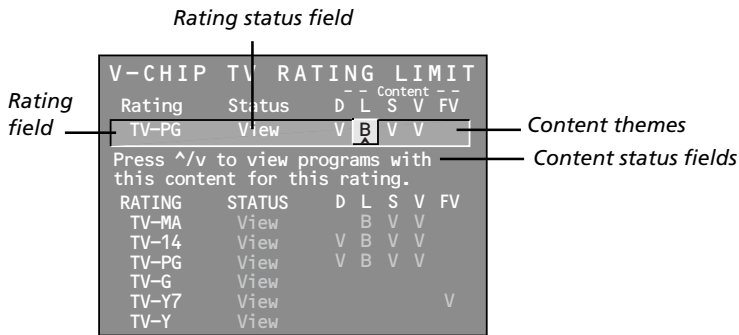 Rating status field
V-CHIP TV RATING LIMIT
-- Content --
Rating Status D L S V FV
Rating field
TV-PG View V B V V
Content themes
Press ^/v to view programs with
this content for this rating.
Content status fields
RATING STATUS D L S V FV
TV-MA View B V V
TV-14 View V B V V
TV-PG View V B V V
TV-G View
TV-Y7 View V
TV-Y View